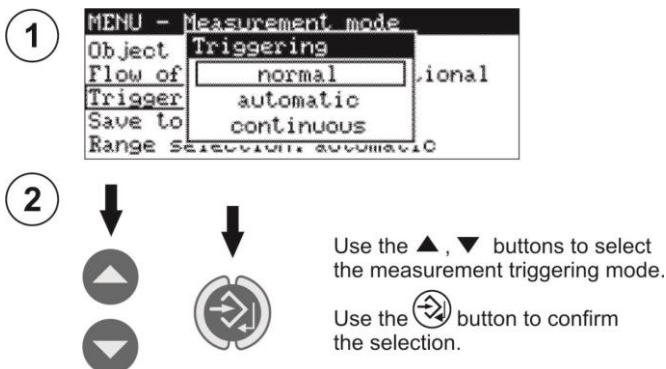 1
MENU - Measurement mode
Object
Triggering
Flow of
normal
.ional
Trigger
automatic
Save to
continuous
Range selection: automatic
2
Use the ▲ , ▼ buttons to select
the measurement triggering mode.
Use the button to confirm
the selection.